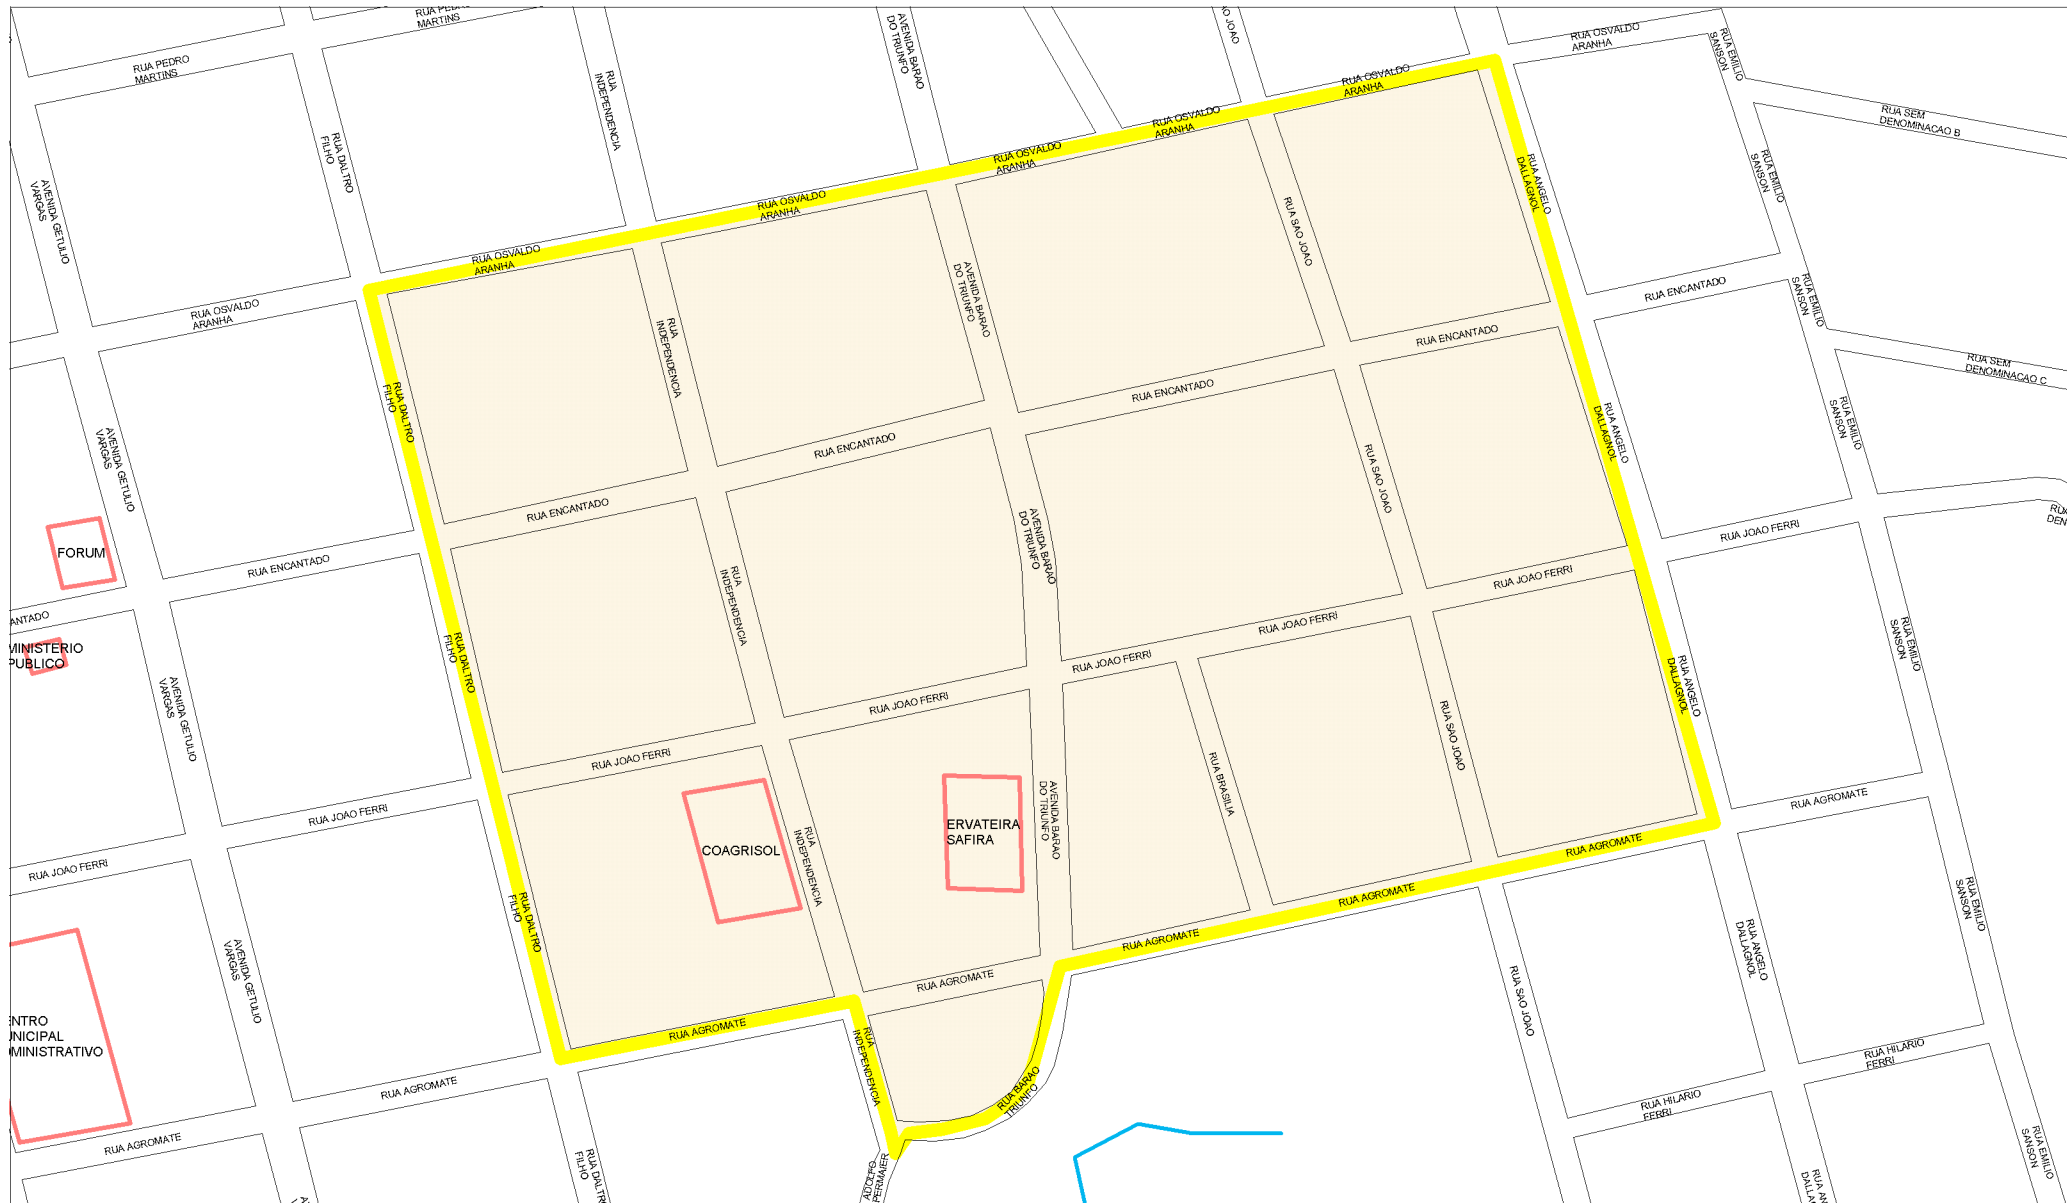 RUA PEDRO
MARTINS
MARTINS
RUA
INDEPENDENCIA
AVENIDA BARAO
DO TRIUNFO
RUA OSVALDO
ARANHA
RUA EMILIO
SANSON
RUA SEM
DENOMINACAO B
RUA DALTRO
FILHO
AVENIDA GETULIO
VARGAS
RUA OSVALDO
ARANHA
RUA OSVALDO
ARANHA
RUA OSVALDO
ARANHA
RUA OSVALDO
ARANHA
RUA OSVALDO
ARANHA
RUA OSVALDO
ARANHA
RUA ANGELO
DALLAGNOL
RUA EMILIO
SANSON
RUA SAO JOAO
AVENIDA BARAO
DO TRIUNFO
RUA
INDEPENDENCIA
RUA ENCANTADO
RUA EMILIO
SANSON
RUA ENCANTADO
RUA ENCANTADO
RUA ENCANTADO
RUA ENCANTADO
RUA ENCANTADO
RUA SEM
DENOMINACAO C
RUA DALTRO
FILHO
AVENIDA GETULIO
VARGAS
RUA SAO JOAO
RUA ANGELO
DALLAGNOL
RUA EMILIO
SANSON
AVENIDA BARAO
DO TRIUNFO
RUA
INDEPENDENCIA
FORUM
ANTADO
MINISTERIO
PUBLICO
RUA JOAO FERRI
RUA JOAO FERRI
RUA JOAO FERRI
RUA JOAO FERRI
RUA JOAO FERRI
RUA JOAO FERRI
RUA JOAO FERRI
RUA JOAO FERRI
RUA DALTRO
FILHO
AVENIDA GETULIO
VARGAS
RUA EMILIO
SANSON
RUA ANGELO
DALLAGNOL
RUA SAO JOAO
RUA BRASILIA
AVENIDA BARAO
DO TRIUNFO
RUA
INDEPENDENCIA
COAGRISOL
ERVATEIRA
SAFIRA
RUA AGROMATE
RUA AGROMATE
RUA AGROMATE
RUA AGROMATE
RUA AGROMATE
RUA AGROMATE
RUA AGROMATE
RUA AGROMATE
RUA DALTRO
FILHO
AVENIDA GETULIO
VARGAS
ENTRO
UNICIPAL
DMINISTRATIVO
RUA
INDEPENDENCIA
RUA BARAO
TRIUNFO
RUA SAO JOAO
RUA ANGELO
DALLAGNOL
RUA EMILIO
SANSON
RUA HILARIO
FERRI
RUA HILARIO
FERRI
RUA EMILIO
SANSON
ADOLFO
FILHO